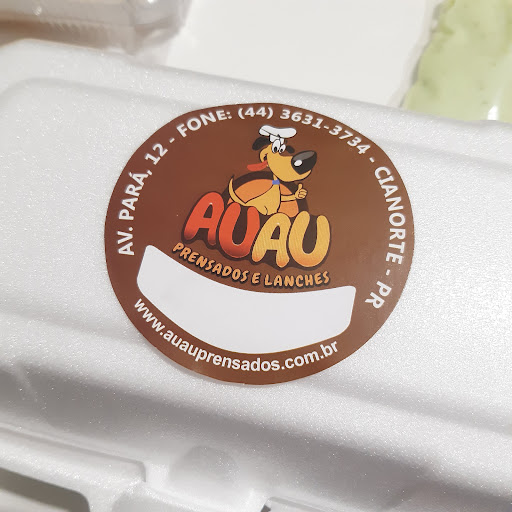 AV. PARÁ, 12 - FONE: (44) 3631-3734 - CIANORTE - PR
AUAU
PRENSADOS E LANCHES
www.auauprensados.com.br